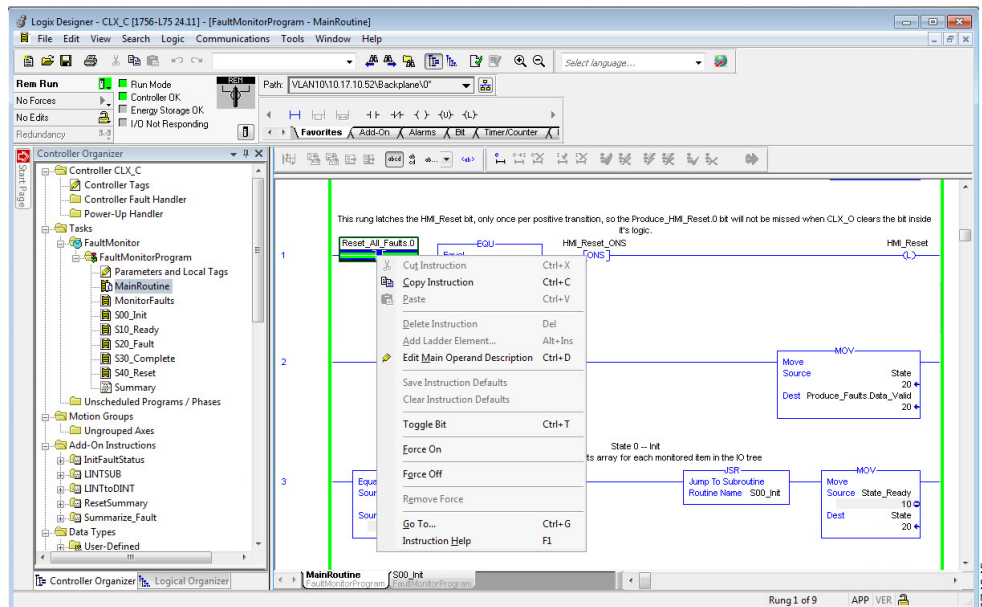 Logix Designer - CLX_C [1756-L75 24.11] - [FaultMonitorProgram - MainRoutine]
File Edit View Search Logic Communications Tools Window Help
Select language...
Rem Run
Run Mode
REM
Path: VLAN10\10.17.10.52\Backplane\0*
No Forces
Controller OK
No Edits
Energy Storage OK
Redundancy
I/O Not Responding
Favorites Add-On Alarms Bit Timer/Counter
Start Page
Controller Organizer
Controller CLX_C
Controller Tags
Controller Fault Handler
Power-Up Handler
Tasks
FaultMonitor
FaultMonitorProgram
Parameters and Local Tags
MainRoutine
MonitorFaults
S00_Init
S10_Ready
S20_Fault
S30_Complete
S40_Reset
Summary
Unscheduled Programs / Phases
Motion Groups
Ungrouped Axes
Add-On Instructions
InitFaultStatus
LINTSUB
LINTtoDINT
ResetSummary
Summarize_Fault
Data Types
User-Defined
Controller Organizer Logical Organizer
This rung latches the HMI_Reset bit, only once per positive transition, so the Produce_HMI_Reset.0 bit will not be missed when CLX_O clears the bit inside
it's logic.
Reset_All_Faults.0
EQU
HMI_Reset_ONS
HMI_Reset
1
Equal
ONS
L
Cut Instruction Ctrl+X
Copy Instruction Ctrl+C
Paste Ctrl+V
Delete Instruction Del
Add Ladder Element... Alt+Ins
Edit Main Operand Description Ctrl+D
Save Instruction Defaults
Clear Instruction Defaults
Toggle Bit Ctrl+T
Force On
Force Off
Remove Force
Go To... Ctrl+G
Instruction Help F1
2
MOV
Move
Source State
20
Dest Produce_Faults.Data_Valid
20
State 0 -- Init
ts array for each monitored item in the IO tree
3
JSR
Jump To Subroutine
Routine Name S00_Init
MOV
Move
Source State_Ready
10
Dest State
20
MainRoutine
FaultMonitorProgram
S00_Init
FaultMonitorProgram
Rung 1 of 9 APP VER